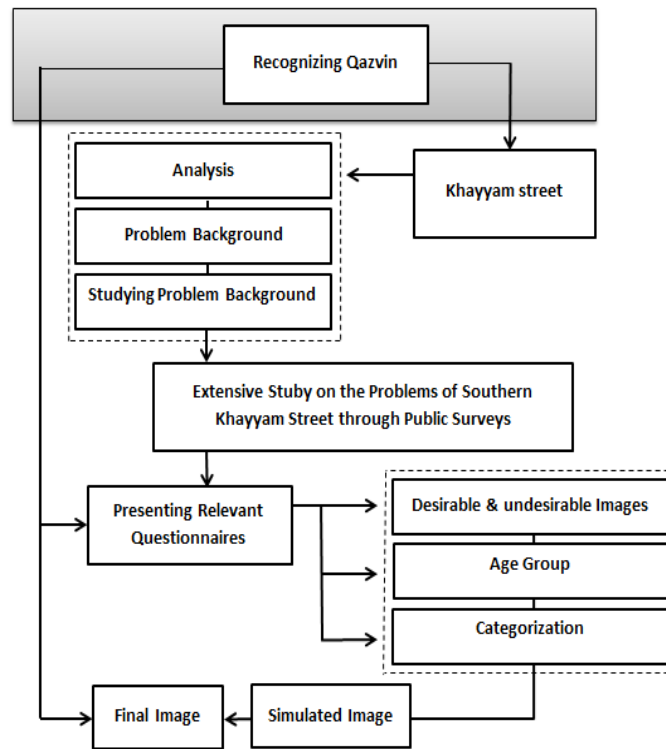 Recognizing Qazvin
Khayyam street
Analysis
Problem Background
Studying Problem Background
Extensive Stuby on the Problems of Southern
Khayyam Street through Public Surveys
Presenting Relevant
Questionnaires
Desirable & undesirable Images
Age Group
Categorization
Final Image
Simulated Image